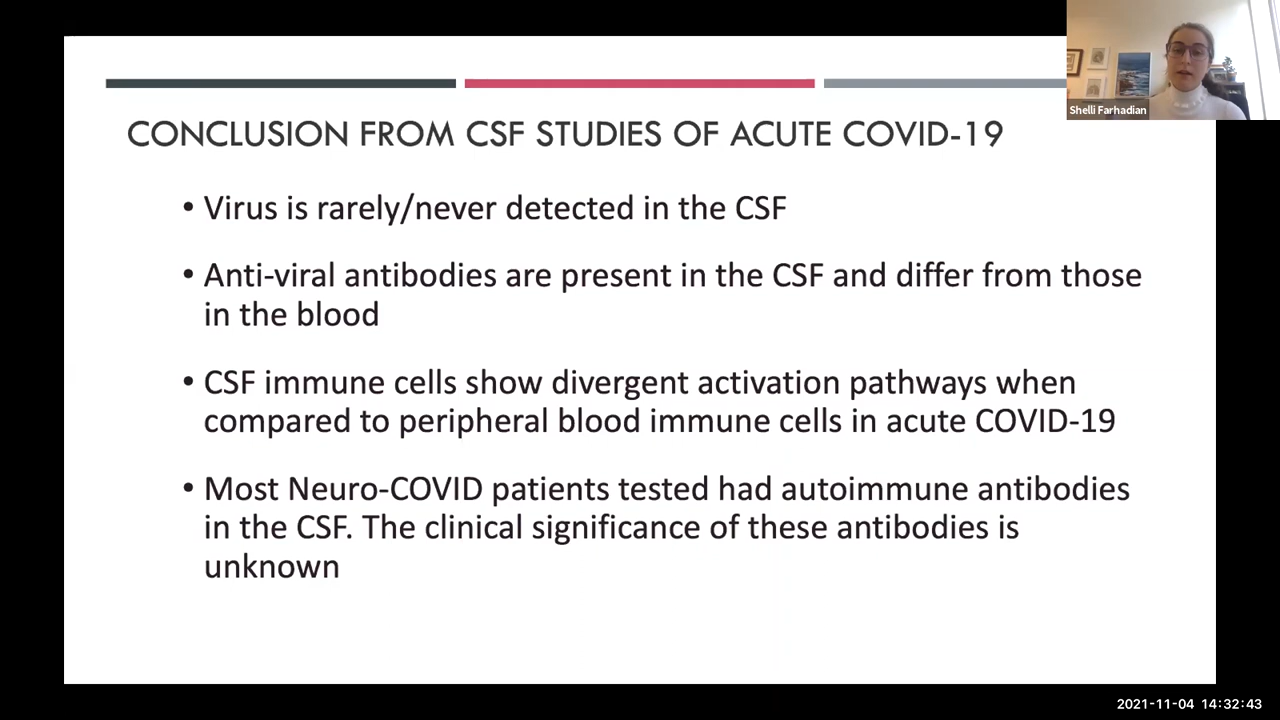 Shelli Farhadian
CONCLUSION FROM CSF STUDIES OF ACUTE COVID-19
• Virus is rarely/never detected in the CSF
• Anti-viral antibodies are present in the CSF and differ from those
in the blood
• CSF immune cells show divergent activation pathways when
compared to peripheral blood immune cells in acute COVID-19
• Most Neuro-COVID patients tested had autoimmune antibodies
in the CSF. The clinical significance of these antibodies is
unknown
2021-11-04 14:32:43